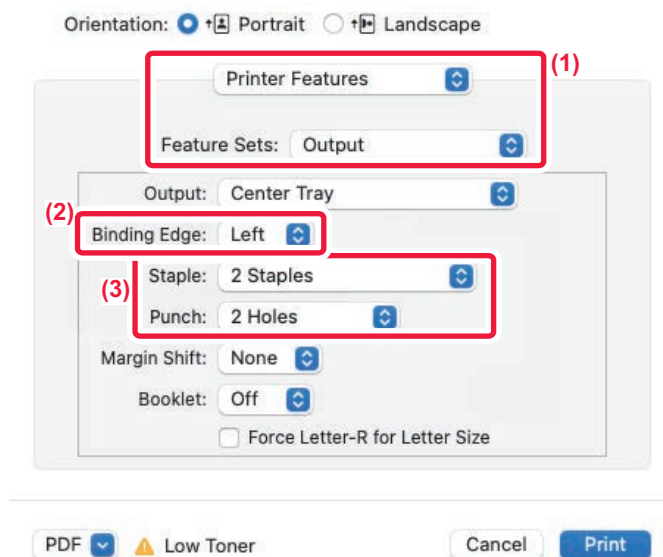 Orientation: Portrait Landscape
(1)
Printer Features
Feature Sets: Output
Output: Center Tray
(2)
Binding Edge: Left
(3)
Staple: 2 Staples
Punch: 2 Holes
Margin Shift: None
Booklet: Off
Force Letter-R for Letter Size
PDF Low Toner Cancel Print